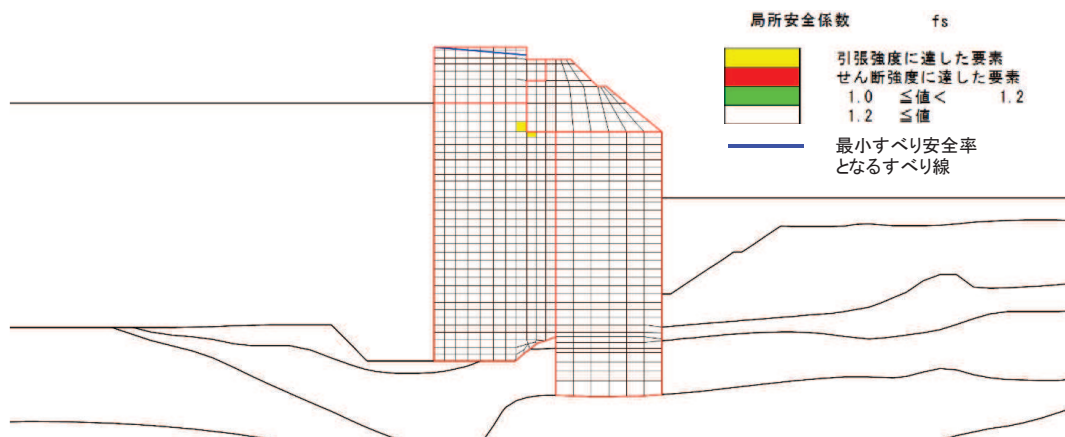 局所安全係数 fs
引張強度に達した要素
せん断強度に達した要素
1.0 ≦値< 1.2
1.2 ≦値
最小すべり安全率
となるすべり線